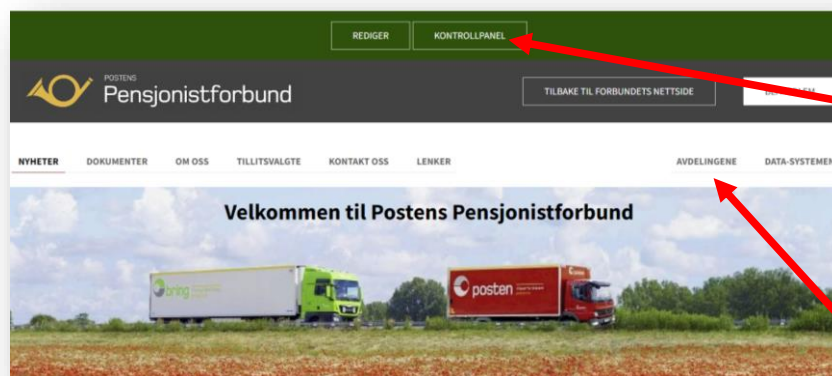 REDIGER KONTROLLPANEL
POSTENS
Pensjonistforbund
TILBAKE TIL FORBUNDETS NETTSIDE
NYHETER DOKUMENTER OM OSS TILLITSVALGTE KONTAKT OSS LENKER AVDELINGENE DATA-SYSTEMEN
Velkommen til Postens Pensjonistforbund
bring
posten